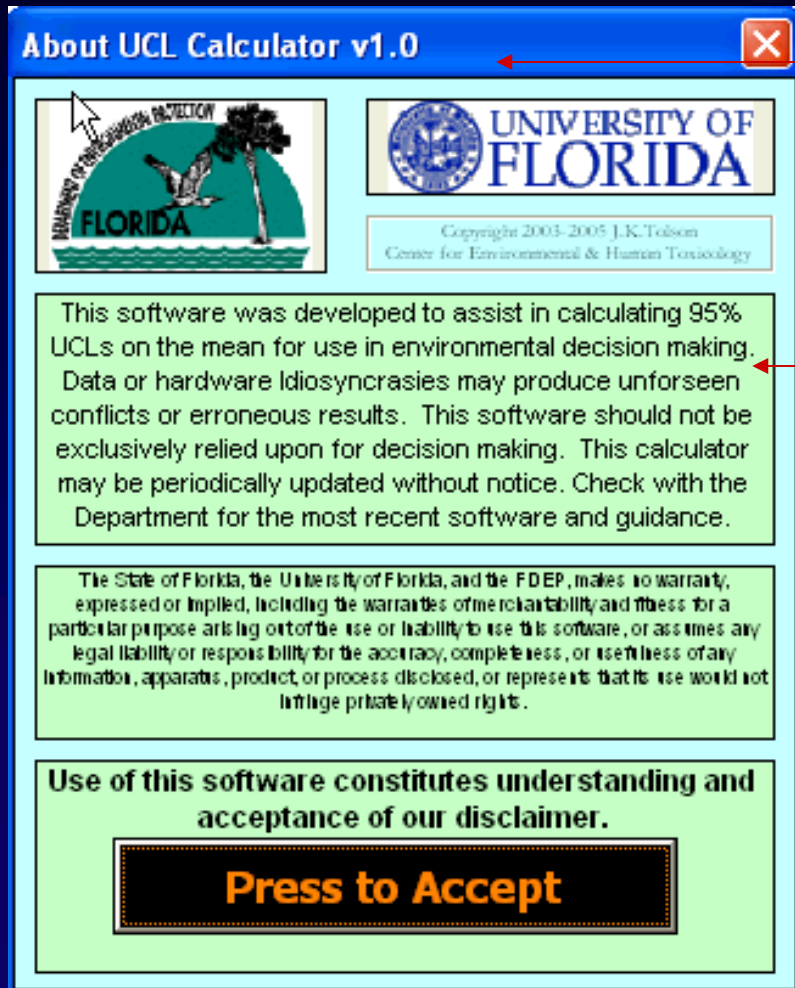 About UCL Calculator v1.0
DEPARTMENT OF ENVIRONMENTAL PROTECTION
FLORIDA
UNIVERSITY OF
FLORIDA
Copyright 2003-2005 J.K.Tolson
Center for Environmental & Human Toxicology
This software was developed to assist in calculating 95%
UCLs on the mean for use in environmental decision making.
Data or hardware Idiosyncrasies may produce unforseen
conflicts or erroneous results. This software should not be
exclusively relied upon for decision making. This calculator
may be periodically updated without notice. Check with the
Department for the most recent software and guidance.
The State of Florida, the University of Florida, and the FDEP, makes no warranty,
expressed or implied, including the warranties of merchantability and fitness for a
particular purpose arising out of the use or inability to use this software, or assumes any
legal liability or responsibility for the accuracy, completeness, or usefulness of any
information, apparatus, product, or process disclosed, or represents that its use would not
infringe privately owned rights.
Use of this software constitutes understanding and
acceptance of our disclaimer.
Press to Accept